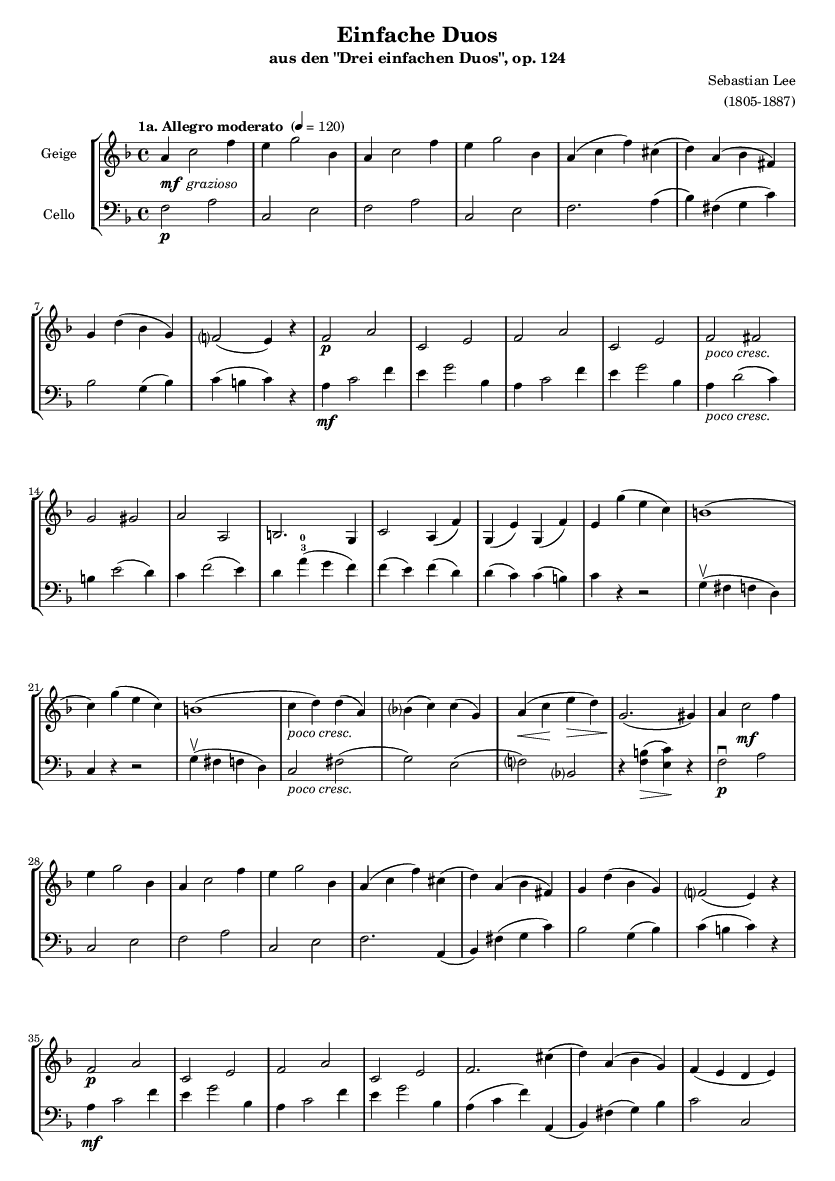 Einfache Duos
aus den "Drei einfachen Duos", op. 124
Sebastian Lee
(1805-1887)
1a. Allegro moderato (♩ = 120)
Geige
mf grazioso
Cello
p
7
p
poco cresc.
mf
poco cresc.
14
0
3
21
poco cresc.
mf
poco cresc.
p
28
35
p
mf